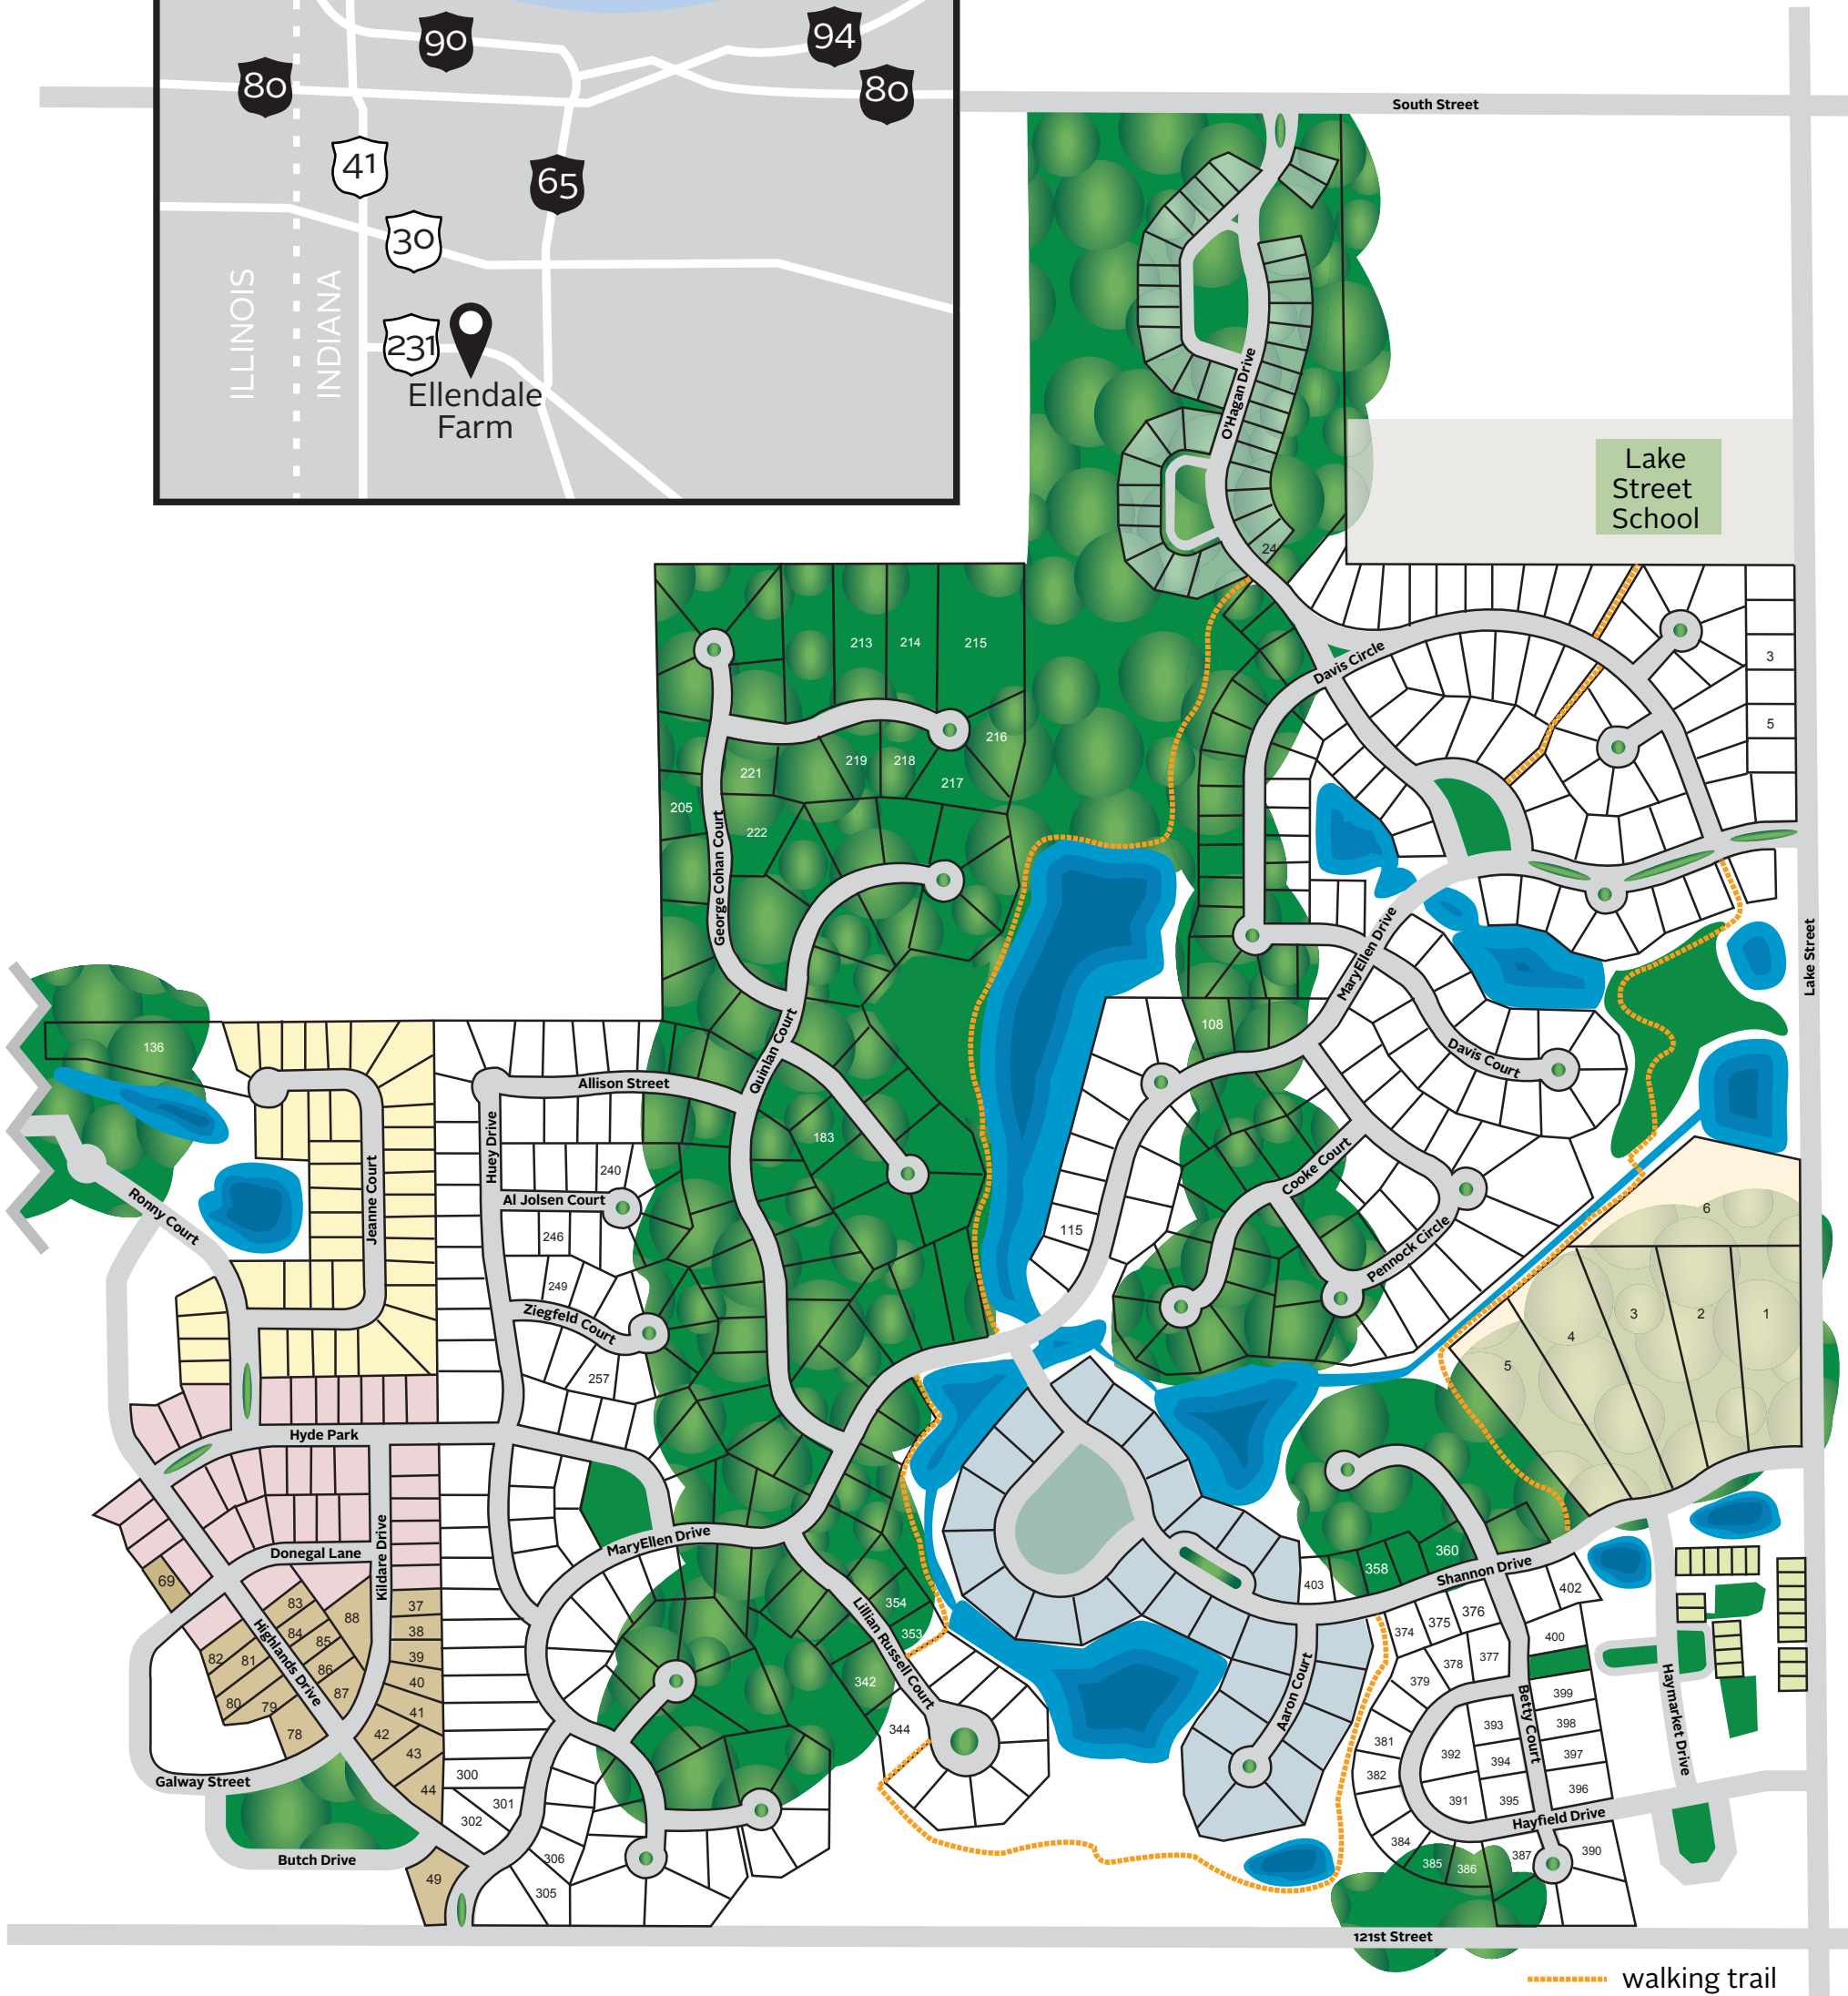 90
94
80
80
41
65
30
231
ILLINOIS
INDIANA
Ellendale
Farm
South Street
Lake
Street
School
O'Hagan Drive
24
Davis Circle
3
5
213
214
215
216
217
218
219
221
222
205
George Cohan Court
MaryEllen Drive
Lake Street
108
Davis Court
136
Quinlan Court
Allison Street
Huey Drive
183
240
Al Jolsen Court
246
249
Ziegfeld Court
257
Ronny Court
Jeanne Court
Cooke Court
115
Pennock Circle
6
5
4
3
2
1
Hyde Park
MaryEllen Drive
Donegal Lane
Kildare Drive
69
83
84
85
86
87
88
82
81
80
79
78
37
38
39
40
41
42
43
44
Highlands Drive
Galway Street
Butch Drive
49
300
301
302
306
305
354
353
342
344
Lillian Russell Court
Aaron Court
358
360
403
Shannon Drive
402
376
375
374
400
377
378
379
399
393
398
381
392
394
397
382
396
391
395
Betty Court
Haymarket Drive
Hayfield Drive
384
385
386
387
390
121st Street
walking trail